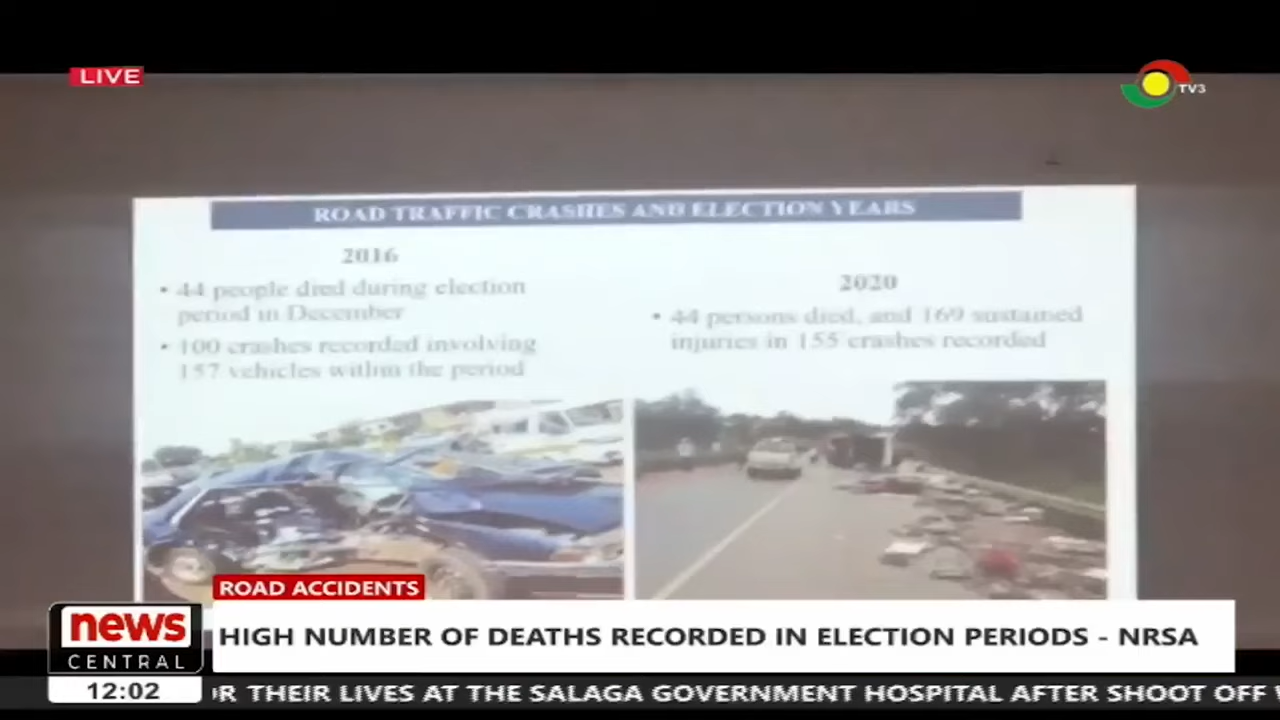 LIVE
TV3
ROAD TRAFFIC CRASHES AND ELECTION YEARS
2016
• 44 people died during election
period in December
• 100 crashes recorded involving
157 vehicles within the period
2020
• 44 persons died, and 169 sustained
injuries in 155 crashes recorded
ROAD ACCIDENTS
news
CENTRAL
HIGH NUMBER OF DEATHS RECORDED IN ELECTION PERIODS - NRSA
12:02
R THEIR LIVES AT THE SALAGA GOVERNMENT HOSPITAL AFTER SHOOT OFF